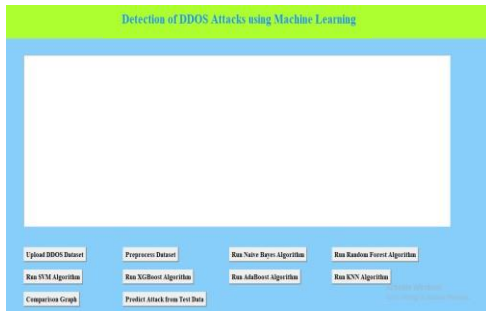 Detection of DDOS Attacks using Machine Learning
Upload DDOS Dataset
Preprocess Dataset
Run Naive Bayes Algorithm
Run Random Forest Algorithm
Run SVM Algorithm
Run XGBoost Algorithm
Run AdaBoost Algorithm
Run KNN Algorithm
Comparison Graph
Predict Attack from Test Data